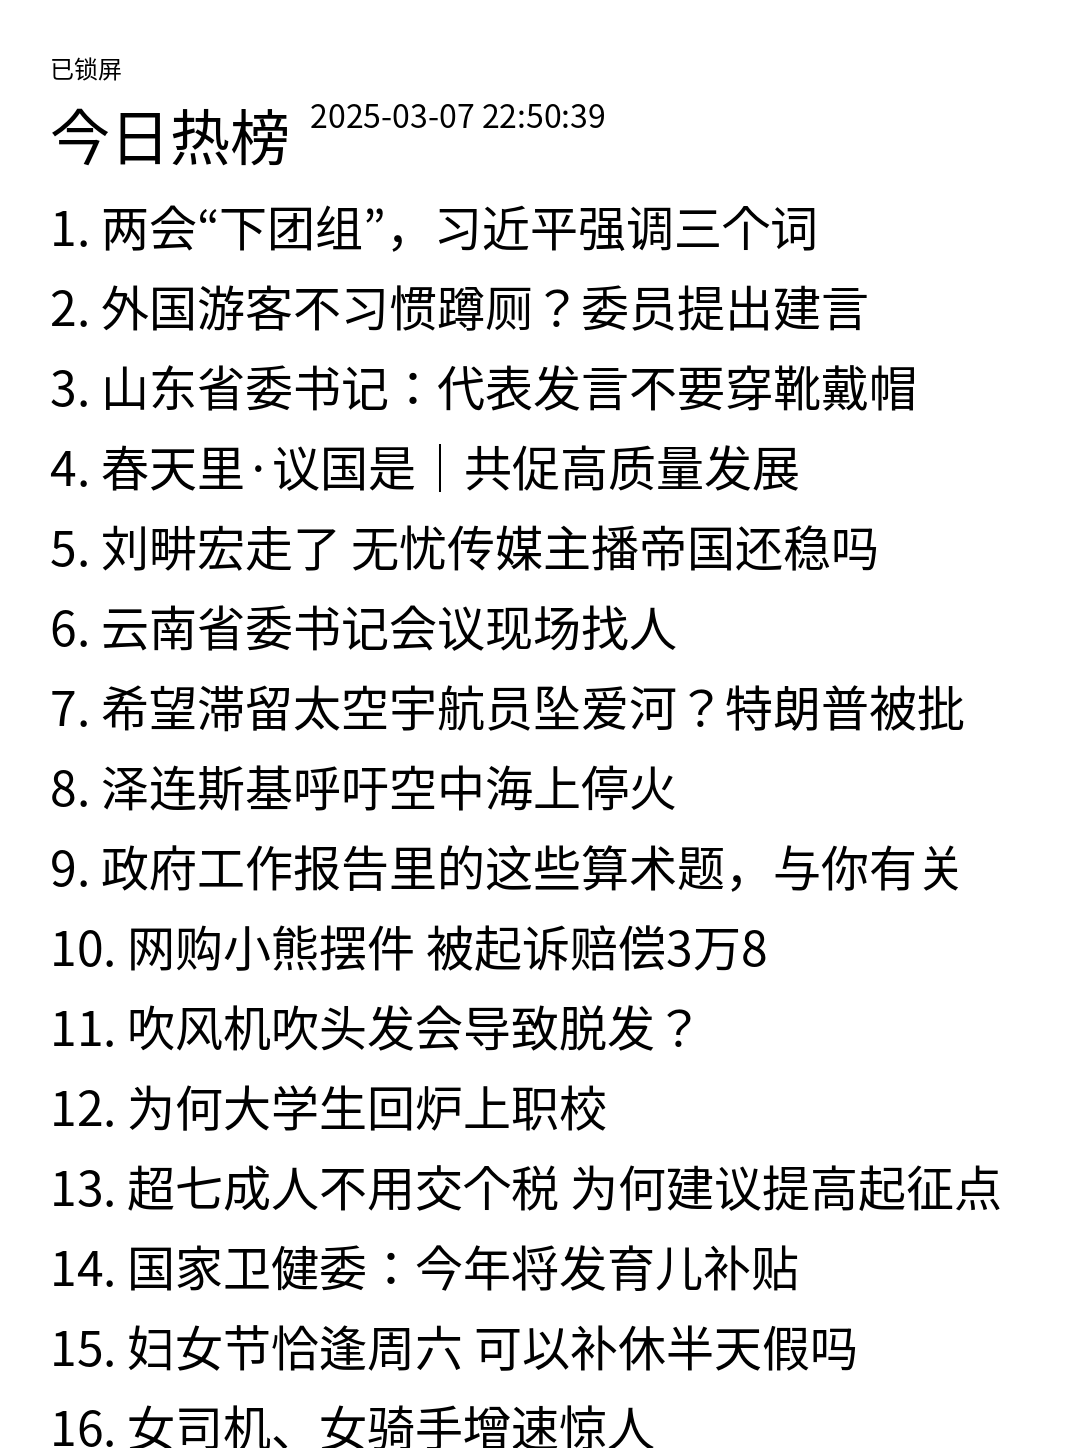 已锁屏
今日热榜 2025-03-07 22:50:39
1. 两会“下团组”，习近平强调三个词
2. 外国游客不习惯蹲厕？委员提出建言
3. 山东省委书记：代表发言不要穿靴戴帽
4. 春天里·议国是｜共促高质量发展
5. 刘畊宏走了 无忧传媒主播帝国还稳吗
6. 云南省委书记会议现场找人
7. 希望滞留太空宇航员坠爱河？特朗普被批
8. 泽连斯基呼吁空中海上停火
9. 政府工作报告里的这些算术题，与你有关
10. 网购小熊摆件 被起诉赔偿3万8
11. 吹风机吹头发会导致脱发？
12. 为何大学生回炉上职校
13. 超七成人不用交个税 为何建议提高起征点
14. 国家卫健委：今年将发育儿补贴
15. 妇女节恰逢周六 可以补休半天假吗
16. 女司机、女骑手增速惊人